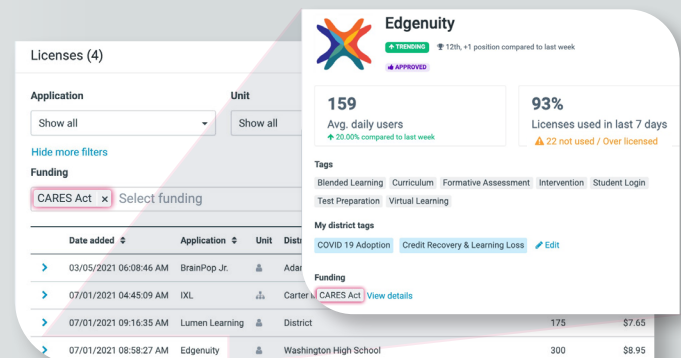 Licenses (4)
Application Unit
Show all Show all
Hide more filters
Funding
CARES Act × Select funding
Date added Application Unit
03/05/2021 06:08:46 AM BrainPop Jr.
07/01/2021 04:45:09 AM IXL Carter
07/01/2021 09:16:35 AM Lumen Learning District 175 $7.65
07/01/2021 08:58:27 AM Edgenuity Washington High School 300 $8.95
Edgenuity
TRENDING 12th, +1 position compared to last week
APPROVED
159
Avg. daily users
20.00% compared to last week
93%
Licenses used in last 7 days
22 not used / Over licensed
Tags
Blended Learning Curriculum Formative Assessment Intervention Student Login
Test Preparation Virtual Learning
My district tags
COVID 19 Adoption Credit Recovery & Learning Loss Edit
Funding
CARES Act View details